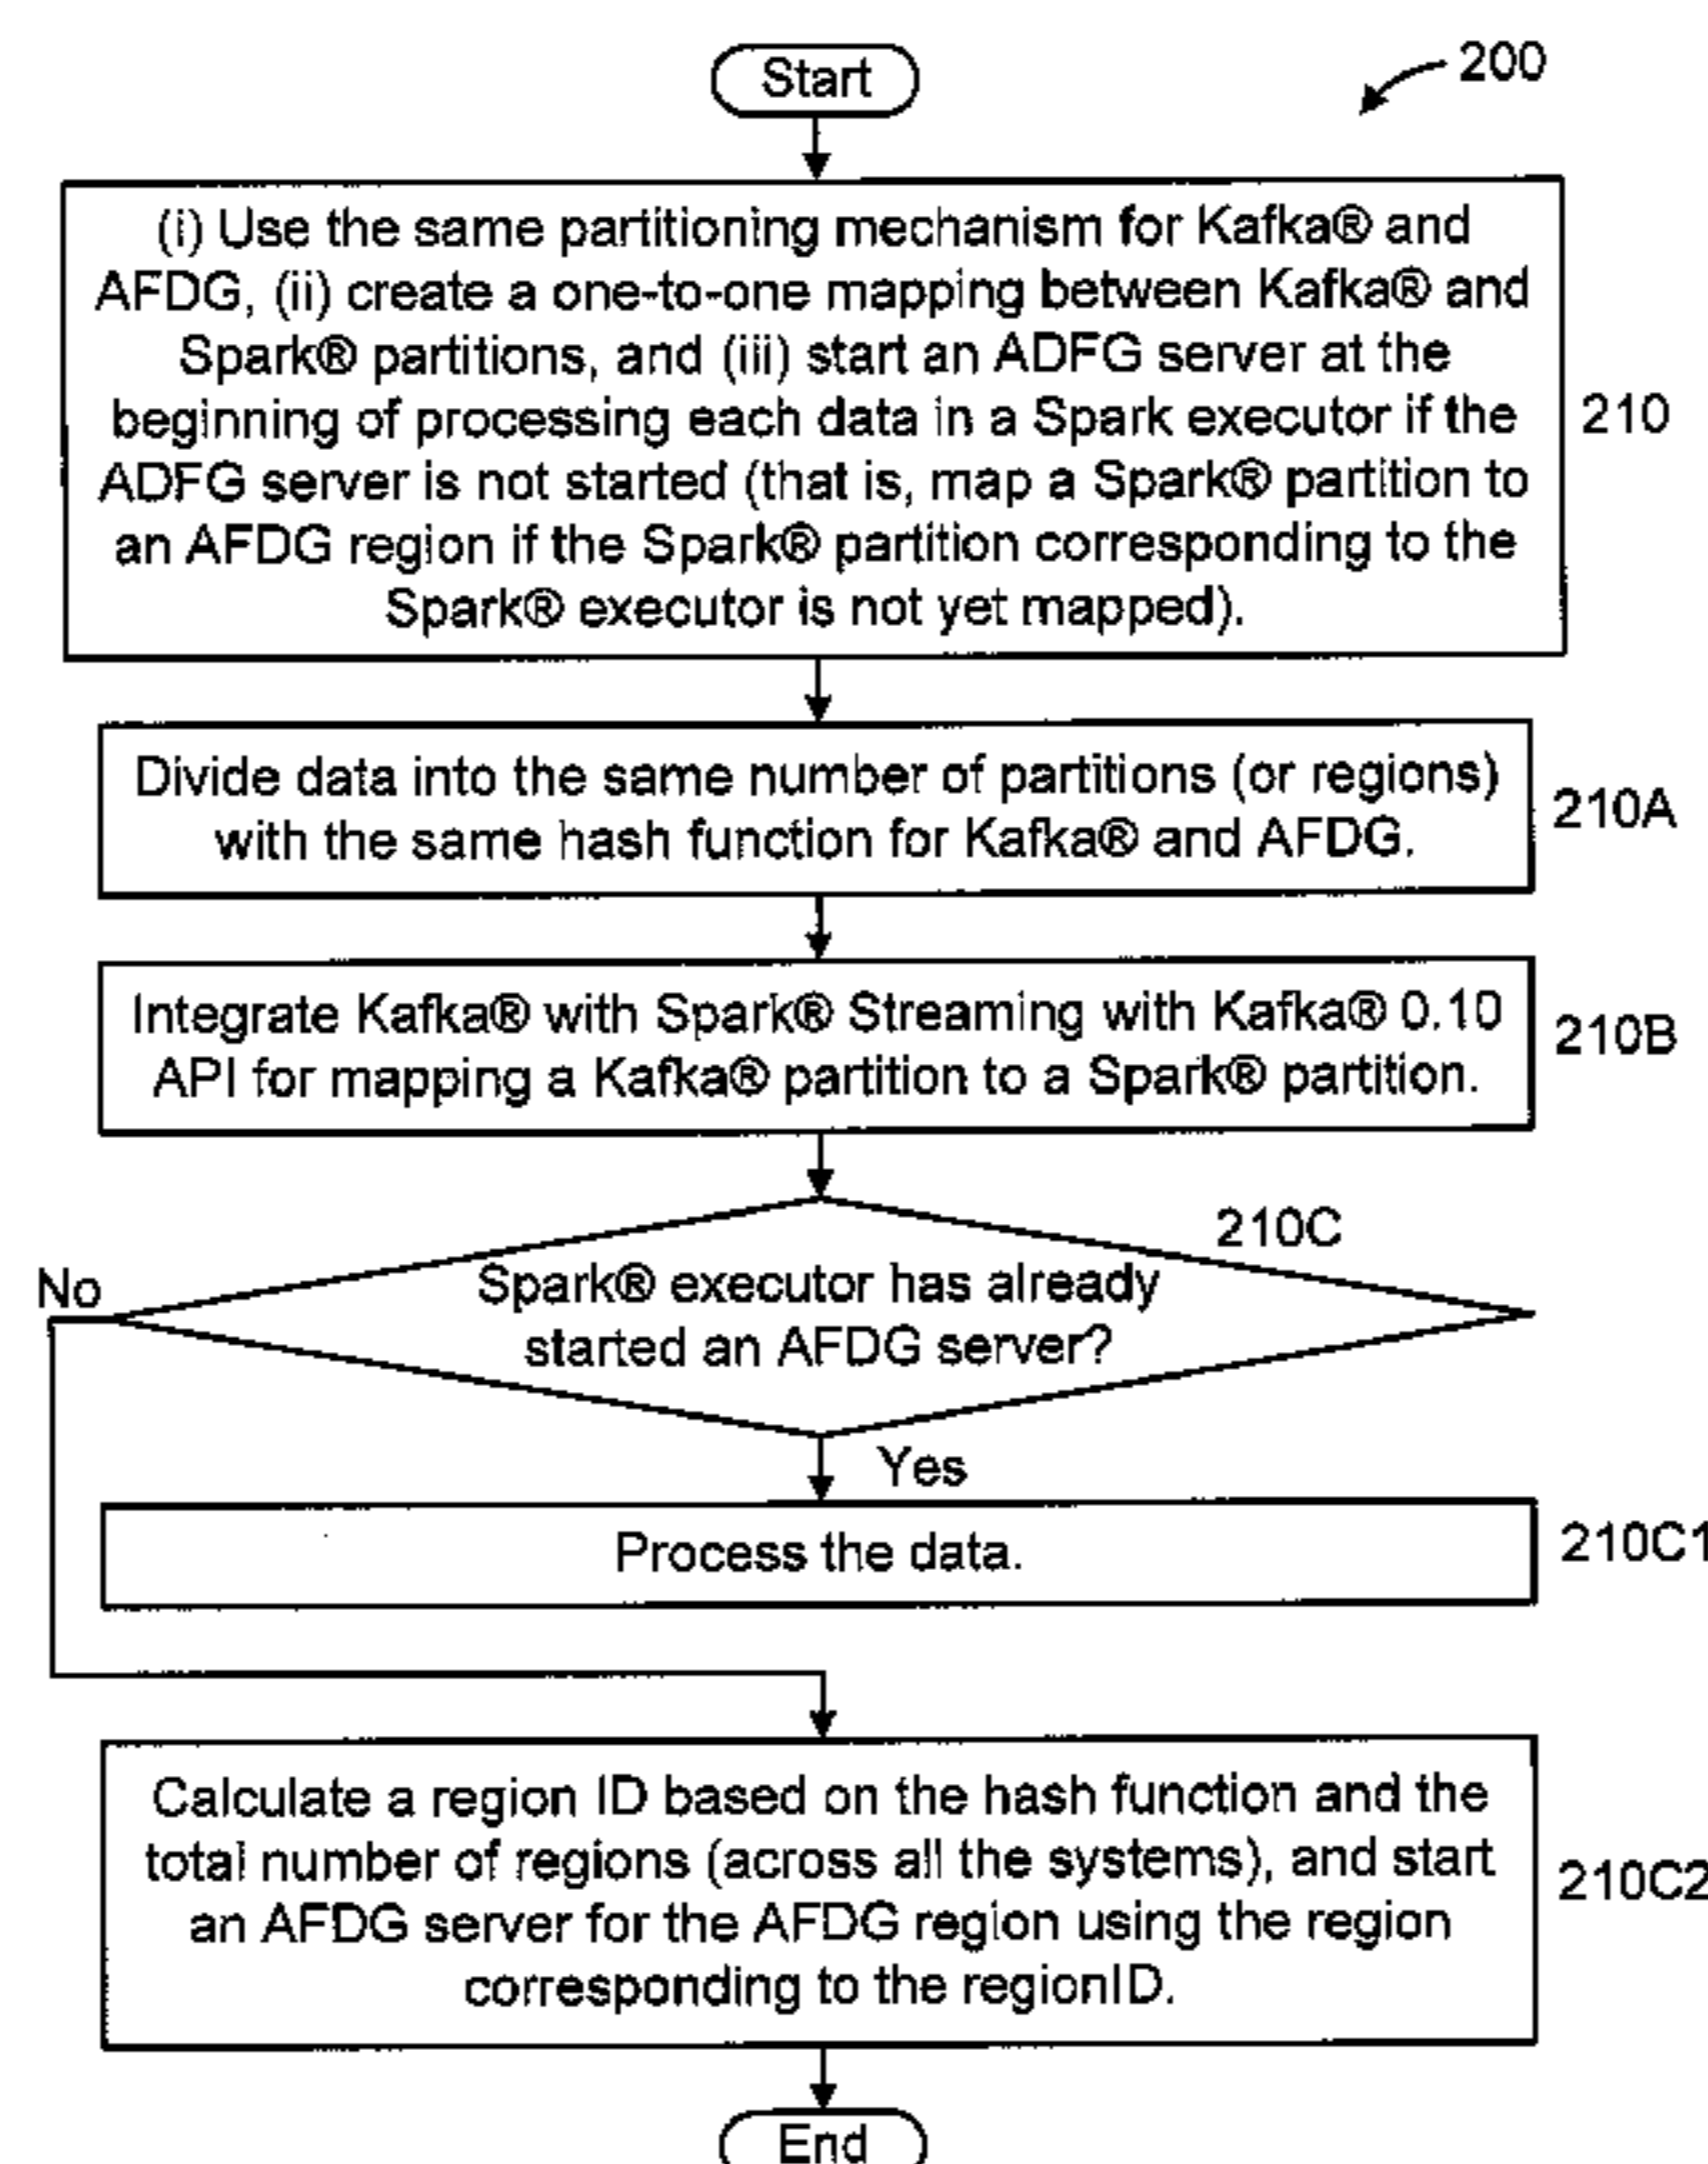 Start
200
(i) Use the same partitioning mechanism for Kafka® and
AFDG, (ii) create a one-to-one mapping between Kafka® and
Spark® partitions, and (iii) start an ADFG server at the
beginning of processing each data in a Spark executor if the
ADFG server is not started (that is, map a Spark® partition to
an AFDG region if the Spark® partition corresponding to the
Spark® executor is not yet mapped).
210
Divide data into the same number of partitions (or regions)
with the same hash function for Kafka® and AFDG.
210A
Integrate Kafka® with Spark® Streaming with Kafka® 0.10
API for mapping a Kafka® partition to a Spark® partition.
210B
210C
No
Spark® executor has already
started an AFDG server?
Yes
Process the data.
210C1
Calculate a region ID based on the hash function and the
total number of regions (across all the systems), and start
an AFDG server for the AFDG region using the region
corresponding to the regionID.
210C2
End